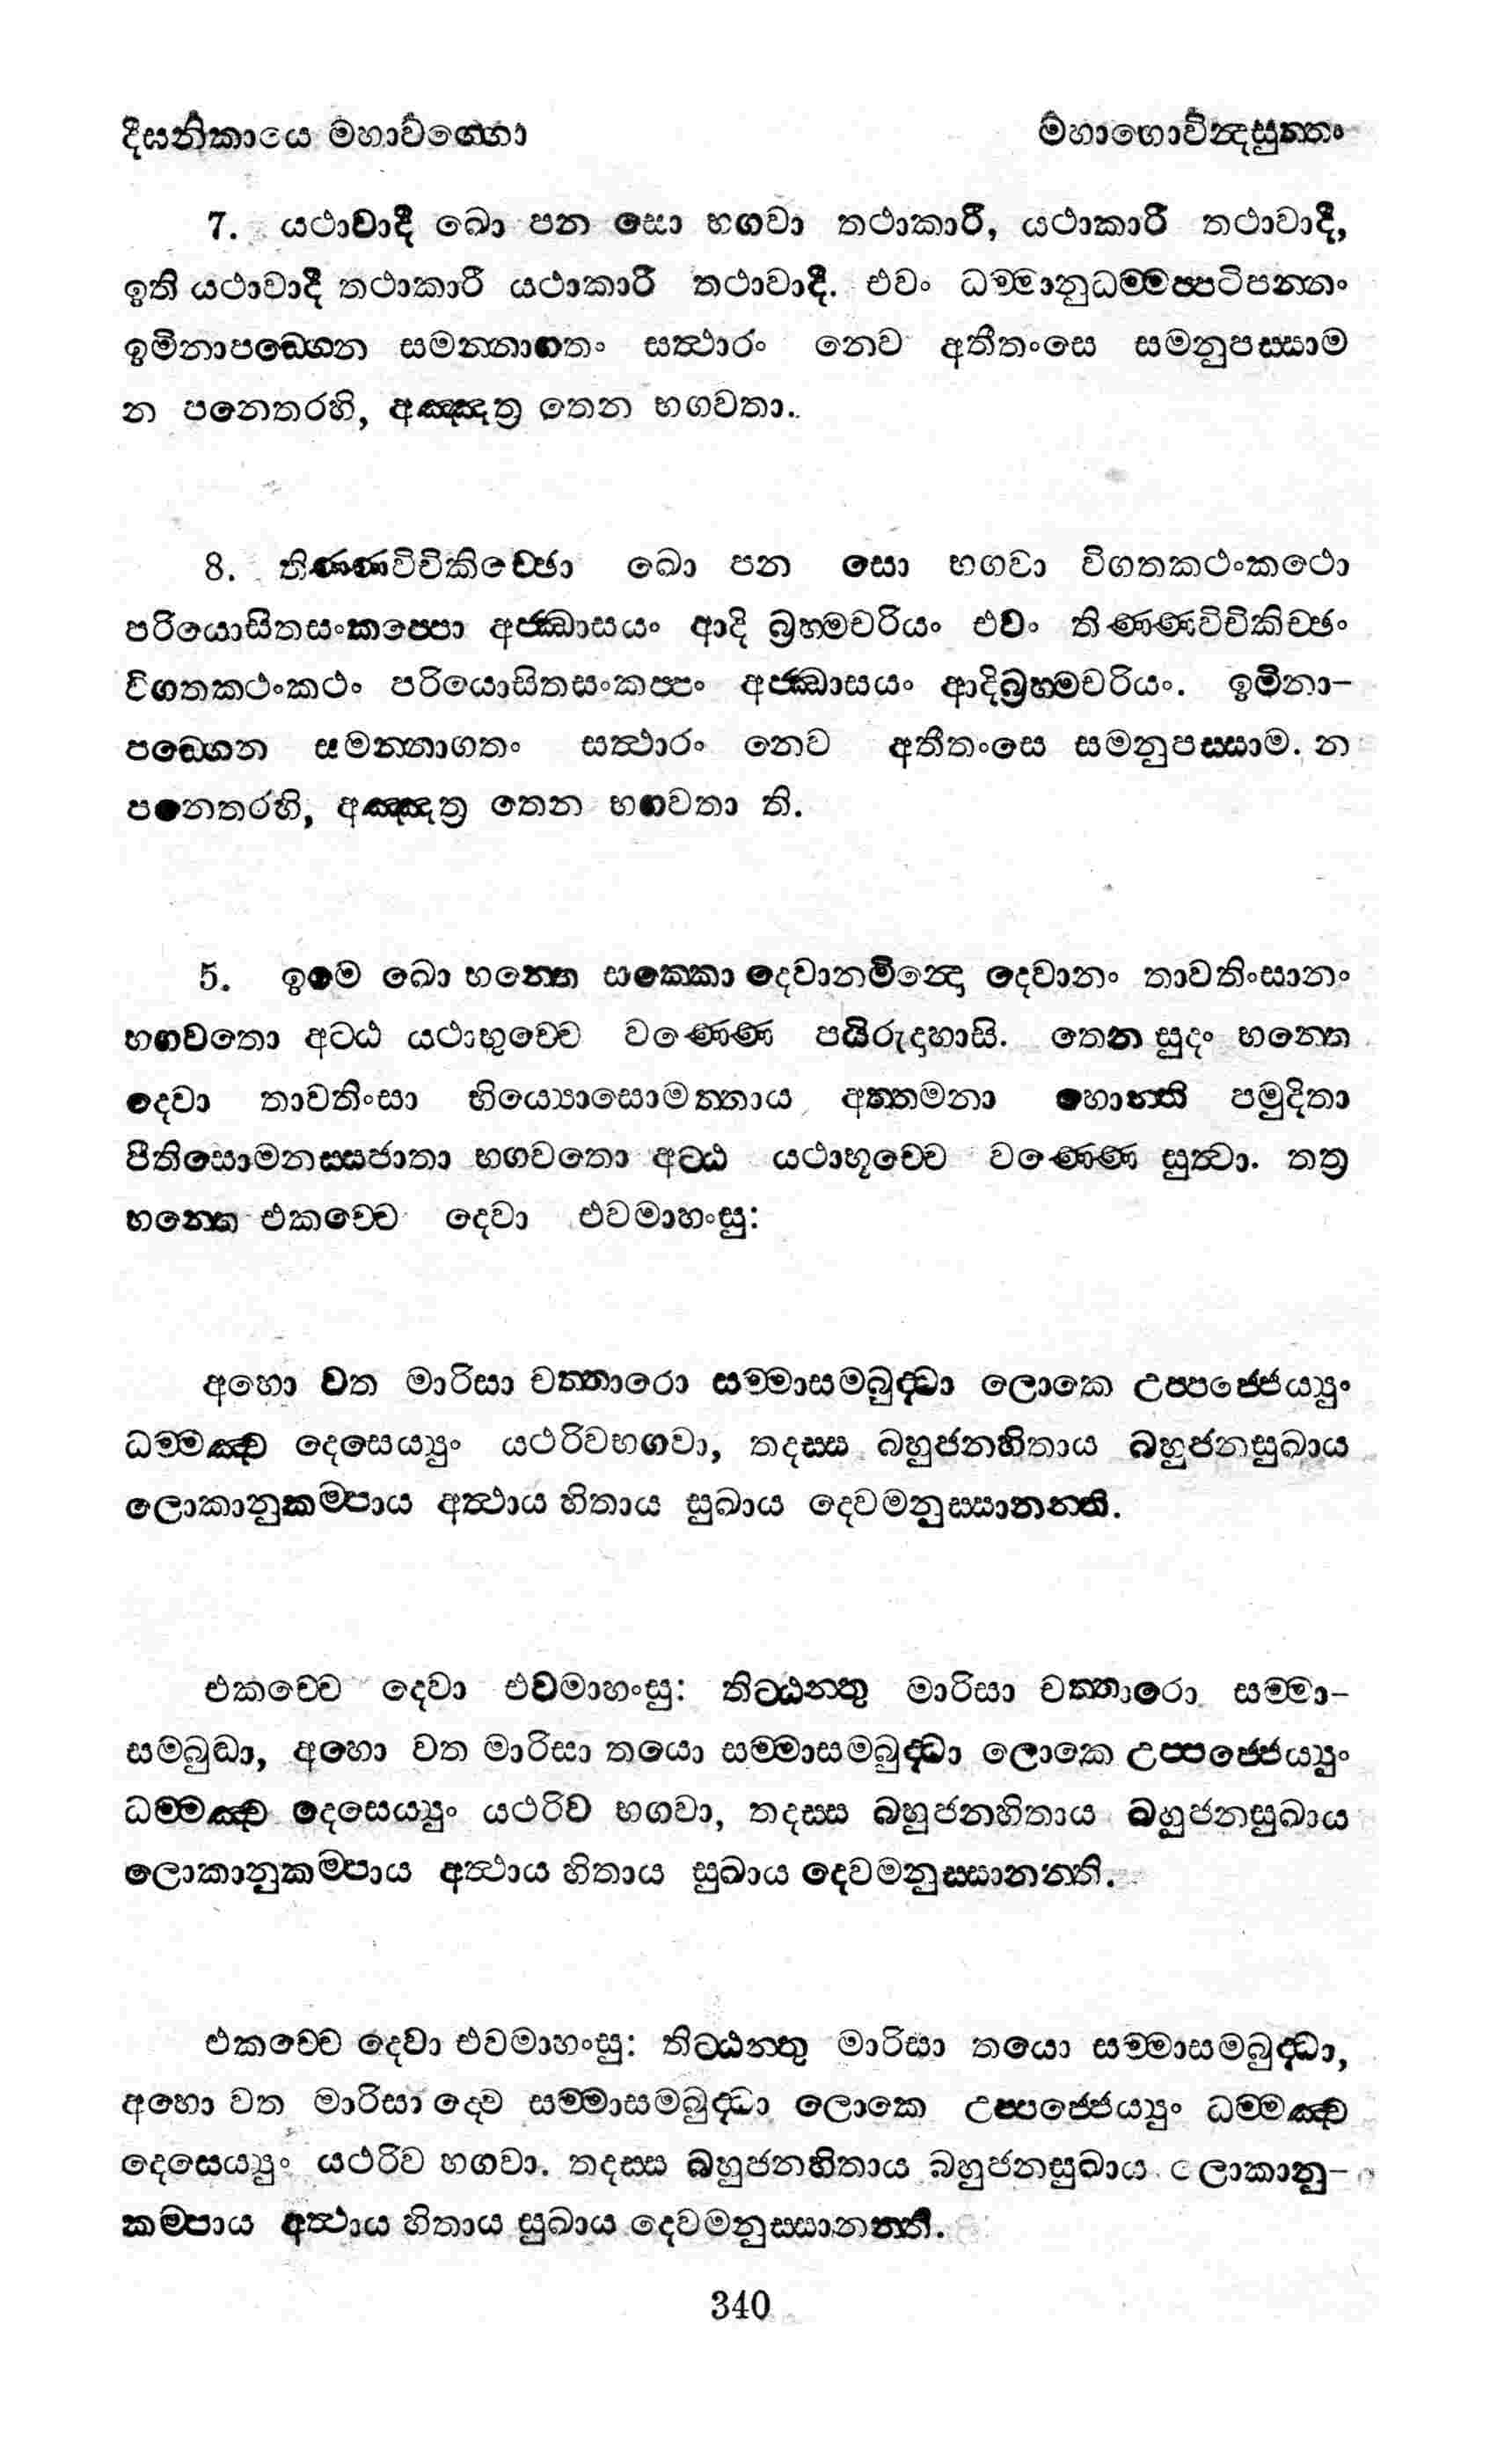 දීඝනිකායෙ මහාවග්ගො
මහාගොවින්දසුත්තං
7. යථාවාදී ඛො පන සො භගවා තථාකාරී, යථාකාරී තථාවාදී,
ඉති යථාවාදී තථාකාරී යථාකාරී තථාවාදී. එවං ධම්මානුධම්මප්පටිපන්නං
ඉමිනාපඞ්ගෙන සමන්නාගතං සත්ථාරං නෙව අතීතංසෙ සමනුපස්සාම
න පනෙතරහි, අඤ්ඤත්‍ර තෙන භගවතා.
8. තිණ්ණවිචිකිච්ඡො ඛො පන සො භගවා විගතකථංකථො
පරියොසිතසංකප්පො අජ්ඣාසයං ආදි බ්‍රහ්මචරියං එවං තිණ්ණවිචිකිච්ඡං
විගතකථංකථං පරියොසිතසංකප්පං අජ්ඣාසයං ආදිබ්‍රහ්මචරියං. ඉමිනා-
පඞ්ගෙන සමන්නාගතං සත්ථාරං නෙව අතීතංසෙ සමනුපස්සාම. න
පනෙතරහි, අඤ්ඤත්‍ර තෙන භගවතා ති.
5. ඉමෙ ඛො භන්තෙ සක්කො දෙවානමින්දො දෙවානං තාවතිංසානං
භගවතො අට්ඨ යථාභුච්චෙ වණ්ණෙ පයිරුදාහාසි. තෙන සුදං භන්තෙ
දෙවා තාවතිංසා භිය්‍යොසොමත්තාය අත්තමනා හොන්ති පමුදිතා
පීතිසොමනස්සජාතා භගවතො අට්ඨ යථාභූච්චෙ වණ්ණෙ සුත්වා. තත්‍ර
භන්තෙ එකච්චෙ දෙවා එවමාහංසු:
අහො වත මාරිසා චත්තාරො සම්මාසම්බුද්ධා ලොකෙ උප්පජ්ජෙය්‍යුං
ධම්මඤ්ච දෙසෙය්‍යුං යථරිවභගවා, තදස්ස බහුජනහිතාය බහුජනසුඛාය
ලොකානුකම්පාය අත්ථාය හිතාය සුඛාය දෙවමනුස්සානන්ති.
එකච්චෙ දෙවා එවමාහංසු: තිට්ඨන්තු මාරිසා චත්තාරො සම්මා-
සම්බුද්ධා, අහො වත මාරිසා තයො සම්මාසම්බුද්ධා ලොකෙ උප්පජ්ජෙය්‍යුං
ධම්මඤ්ච දෙසෙය්‍යුං යථරිව භගවා, තදස්ස බහුජනහිතාය බහුජනසුඛාය
ලොකානුකම්පාය අත්ථාය හිතාය සුඛාය දෙවමනුස්සානන්ති.
එකච්චෙ දෙවා එවමාහංසු: තිට්ඨන්තු මාරිසා තයො සම්මාසම්බුද්ධා,
අහො වත මාරිසා ද්වෙ සම්මාසම්බුද්ධා ලොකෙ උප්පජ්ජෙය්‍යුං ධම්මඤ්ච
දෙසෙය්‍යුං යථරිව භගවා. තදස්ස බහුජනහිතාය බහුජනසුඛාය ලොකානු-
කම්පාය අත්ථාය හිතාය සුඛාය දෙවමනුස්සානන්ති.
340